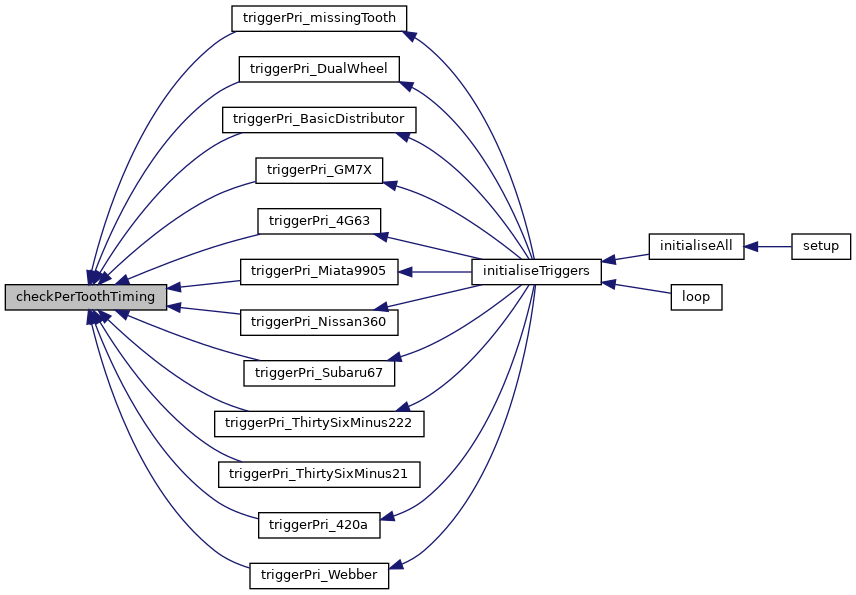 triggerPri_missingTooth
triggerPri_DualWheel
triggerPri_BasicDistributor
triggerPri_GM7X
triggerPri_4G63
triggerPri_Miata9905
checkPerToothTiming
triggerPri_Nissan360
triggerPri_Subaru67
triggerPri_ThirtySixMinus222
triggerPri_ThirtySixMinus21
triggerPri_420a
triggerPri_Webber
initialiseTriggers
initialiseAll
setup
loop